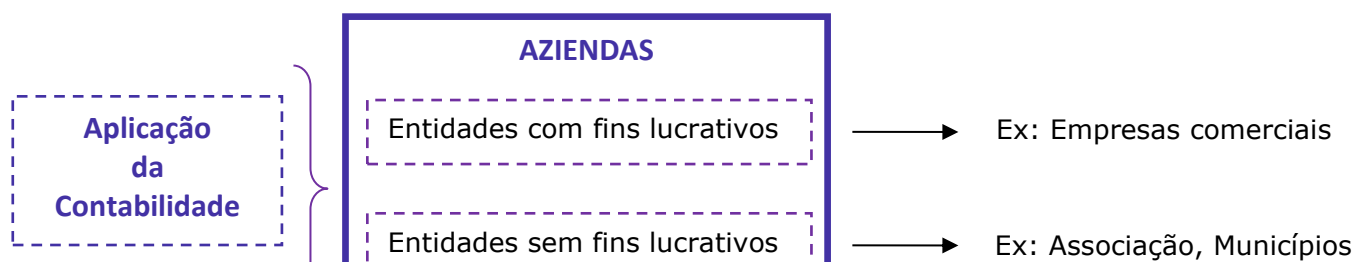 AZIENDAS
Aplicação
da
Contabilidade
Entidades com fins lucrativos
Ex: Empresas comerciais
Entidades sem fins lucrativos
Ex: Associação, Municípios